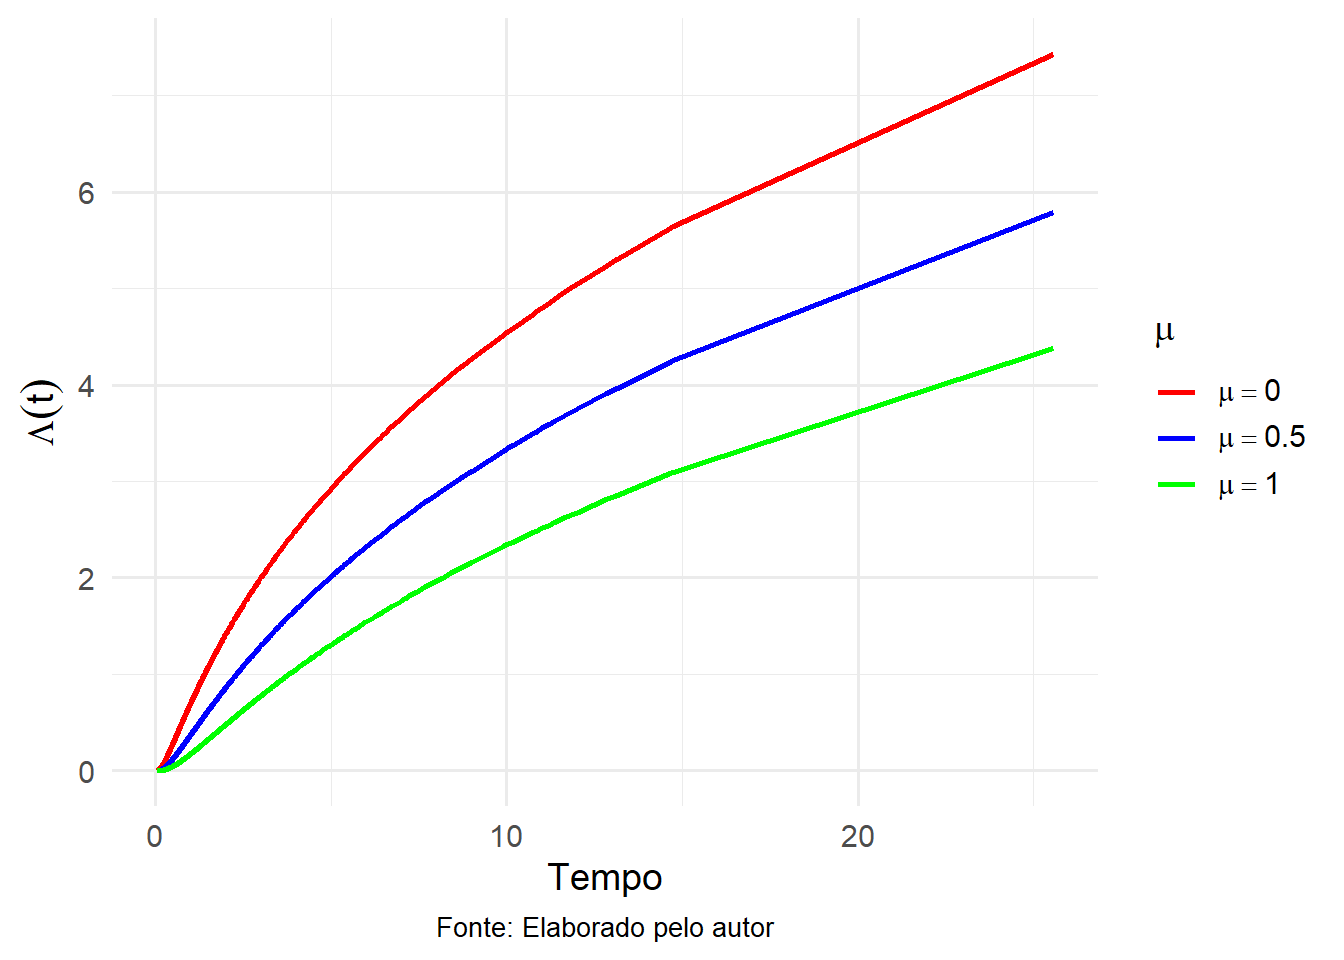 Λ(t)
6
4
2
0
0 10 20
Tempo
Fonte: Elaborado pelo autor
μ
μ = 0
μ = 0.5
μ = 1